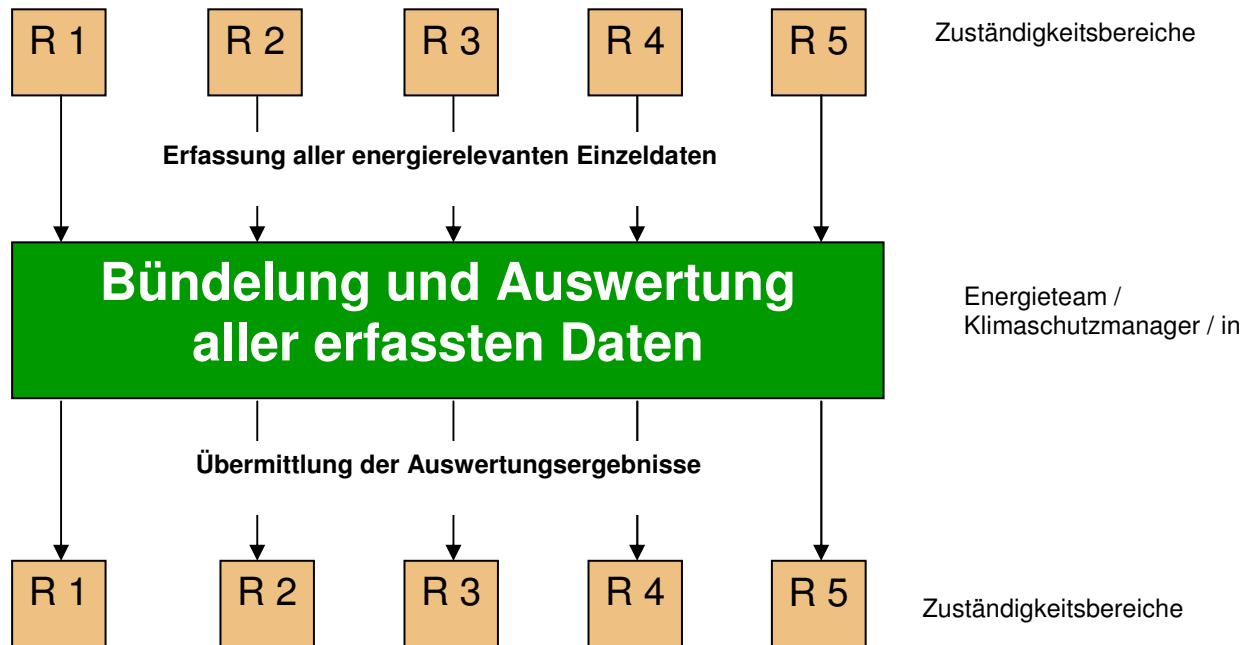 R 1 R 2 R 3 R 4 R 5 Zuständigkeitsbereiche
Erfassung aller energierelevanten Einzeldaten
Bündelung und Auswertung
aller erfassten Daten
Energieteam /
Klimaschutzmanager / in
Übermittlung der Auswertungsergebnisse
R 1 R 2 R 3 R 4 R 5 Zuständigkeitsbereiche